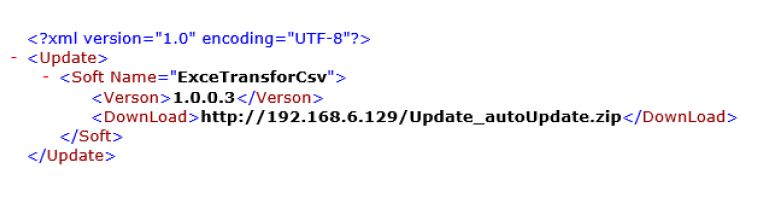 <?xml version="1.0" encoding="UTF-8"?>
- <Update>
- <Soft Name="ExceTransforCsv">
<Verson>1.0.0.3</Verson>
<DownLoad>http://192.168.6.129/Update_autoUpdate.zip</DownLoad>
</Soft>
</Update>